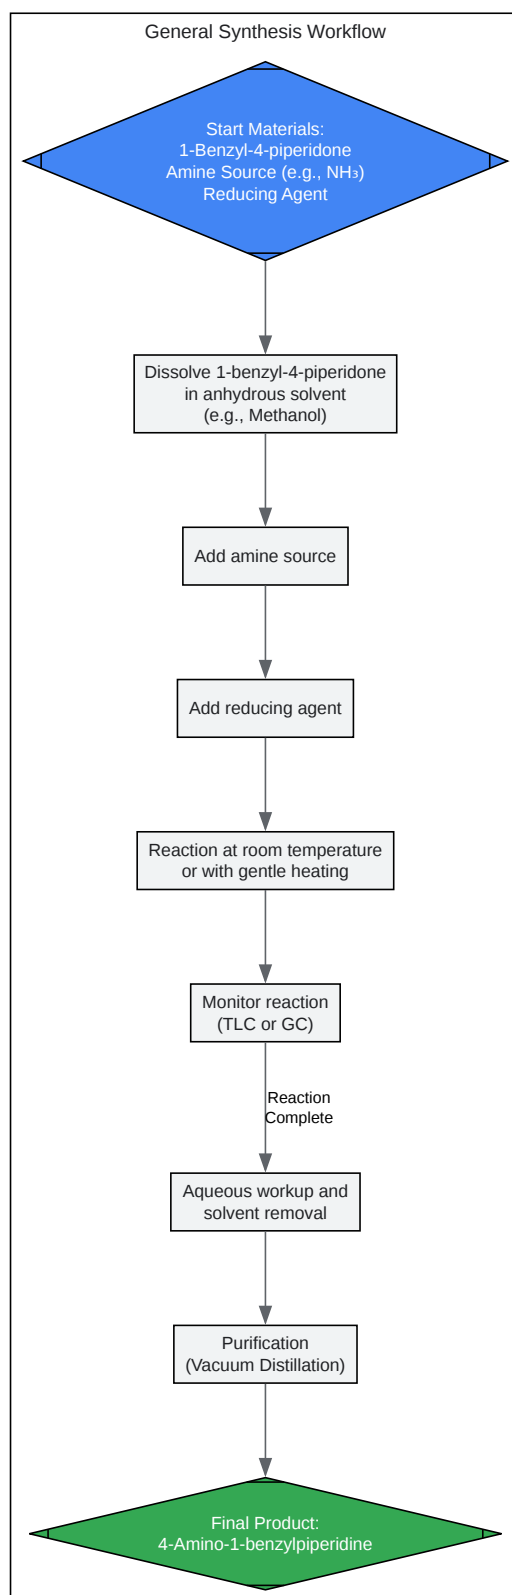 General Synthesis Workflow
Start Materials:
1-Benzyl-4-piperidone
Amine Source (e.g., NH₃)
Reducing Agent
Dissolve 1-benzyl-4-piperidone
in anhydrous solvent
(e.g., Methanol)
Add amine source
Add reducing agent
Reaction at room temperature
or with gentle heating
Monitor reaction
(TLC or GC)
Reaction
Complete
Aqueous workup and
solvent removal
Purification
(Vacuum Distillation)
Final Product:
4-Amino-1-benzylpiperidine